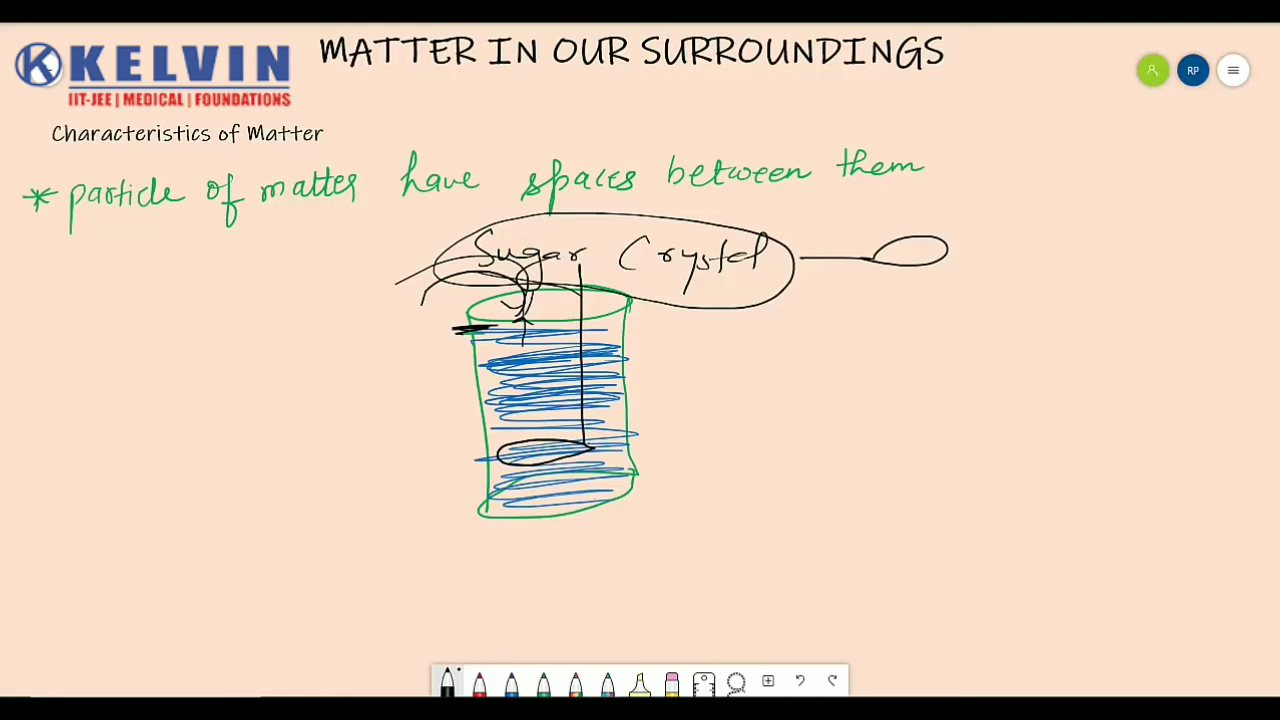 KELVIN
IIT-JEE | MEDICAL | FOUNDATIONS
MATTER IN OUR SURROUNDINGS
RP
Characteristics of Matter
* particle of matter have spaces between them
Sugar Crystal